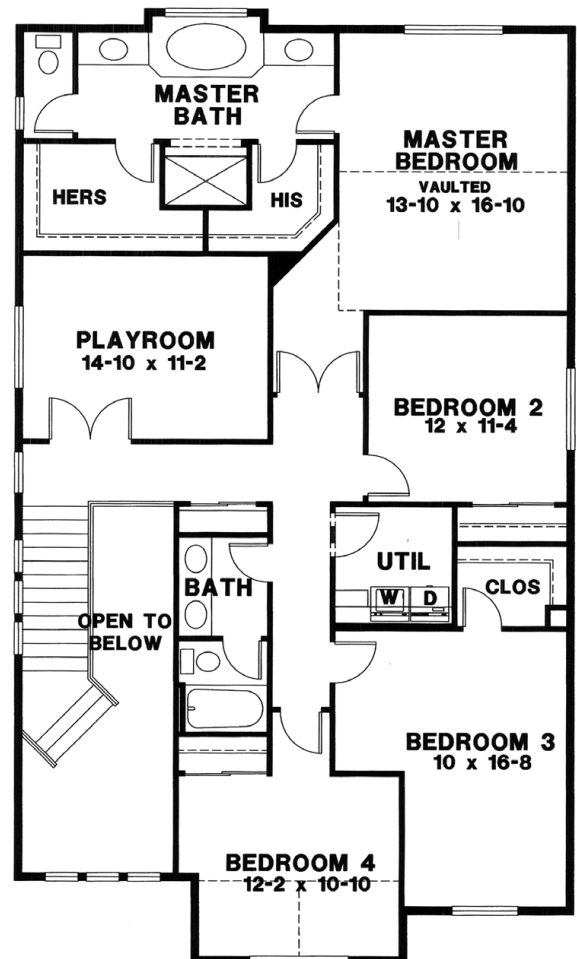 MASTER
BATH
MASTER
BEDROOM
VAULTED
13-10 x 16-10
HERS
HIS
PLAYROOM
14-10 x 11-2
BEDROOM 2
12 x 11-4
UTIL
W D
CLOS
BATH
OPEN TO
BELOW
BEDROOM 3
10 x 16-8
BEDROOM 4
12-2 x 10-10